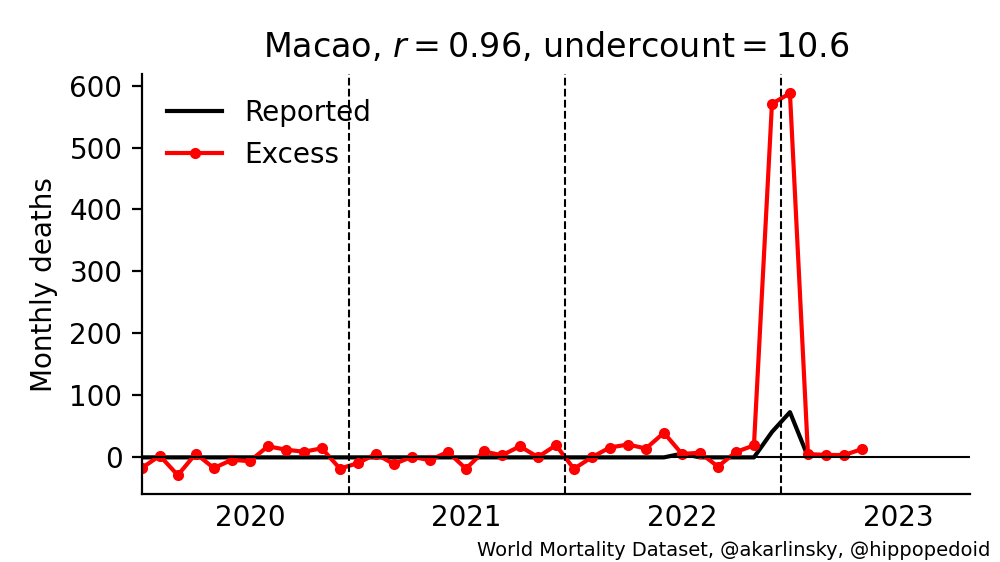 Macao, r = 0.96, undercount = 10.6
600
500
400
300
200
100
0
Monthly deaths
Reported
Excess
2020 2021 2022 2023
World Mortality Dataset, @akarlinsky, @hippopedoid